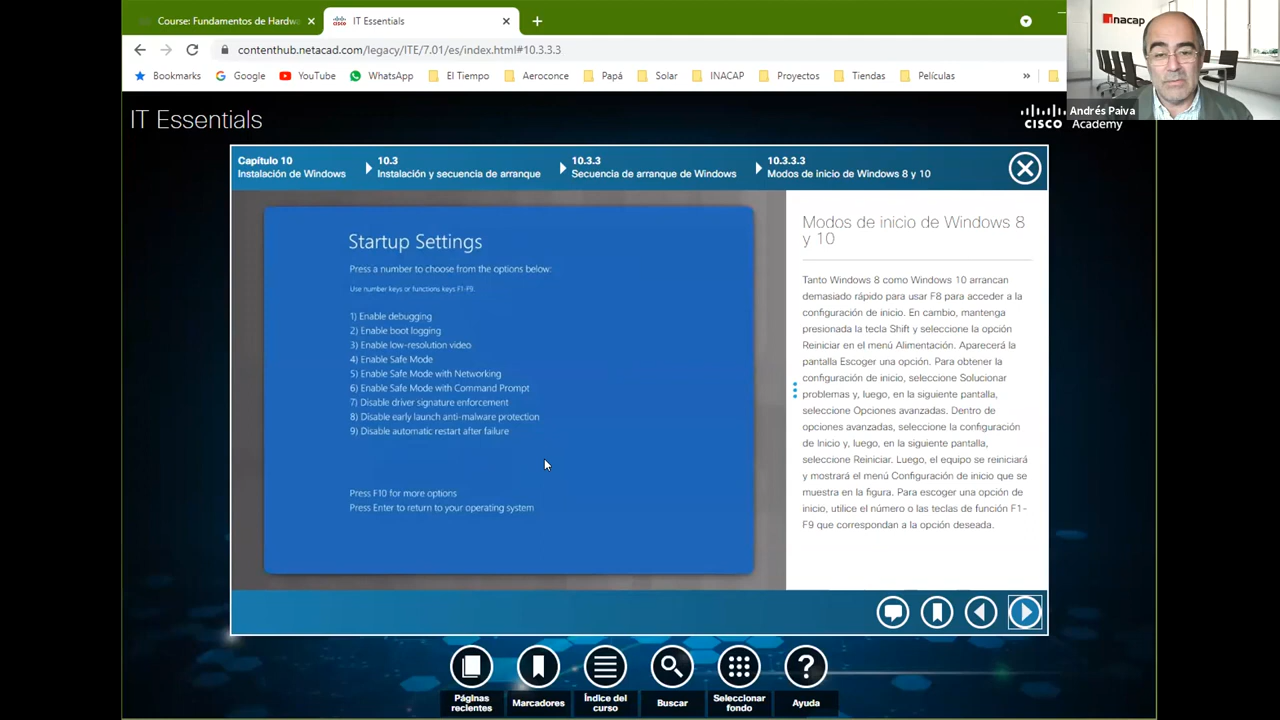 Course: Fundamentos de Hardw
IT Essentials
contenthub.netacad.com/legacy/ITE/7.01/es/index.html#10.3.3.3
Bookmarks
Google
YouTube
WhatsApp
El Tiempo
Aeroconce
Papá
Solar
INACAP
Proyectos
Tiendas
Películas
inacap
Andrés Paiva
IT Essentials
CISCO Academy
Capítulo 10
Instalación de Windows
10.3
Instalación y secuencia de arranque
10.3.3
Secuencia de arranque de Windows
10.3.3.3
Modos de inicio de Windows 8 y 10
Startup Settings
Press a number to choose from the options below:
Use number keys or functions keys F1-F9.
1) Enable debugging
2) Enable boot logging
3) Enable low-resolution video
4) Enable Safe Mode
5) Enable Safe Mode with Networking
6) Enable Safe Mode with Command Prompt
7) Disable driver signature enforcement
8) Disable early launch anti-malware protection
9) Disable automatic restart after failure
Press F10 for more options
Press Enter to return to your operating system
Modos de inicio de Windows 8
y 10
Tanto Windows 8 como Windows 10 arrancan
demasiado rápido para usar F8 para acceder a la
configuración de inicio. En cambio, mantenga
presionada la tecla Shift y seleccione la opción
Reiniciar en el menú Alimentación. Aparecerá la
pantalla Escoger una opción. Para obtener la
configuración de inicio, seleccione Solucionar
problemas y, luego, en la siguiente pantalla,
seleccione Opciones avanzadas. Dentro de
opciones avanzadas, seleccione la configuración
de Inicio y, luego, en la siguiente pantalla,
seleccione Reiniciar. Luego, el equipo se reiniciará
y mostrará el menú Configuración de inicio que se
muestra en la figura. Para escoger una opción de
inicio, utilice el número o las teclas de función F1-
F9 que correspondan a la opción deseada.
Páginas
recientes
Marcadores
Índice del
curso
Buscar
Seleccionar
fondo
Ayuda